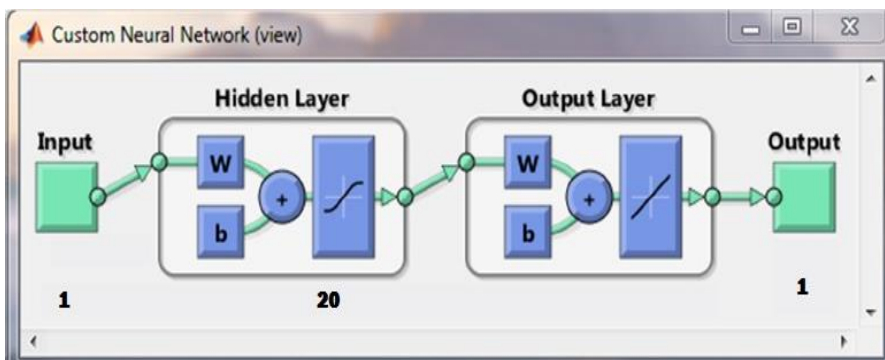 Custom Neural Network (view)
Hidden Layer
Output Layer
Input
Output
W
b
+
W
b
+
1
20
1